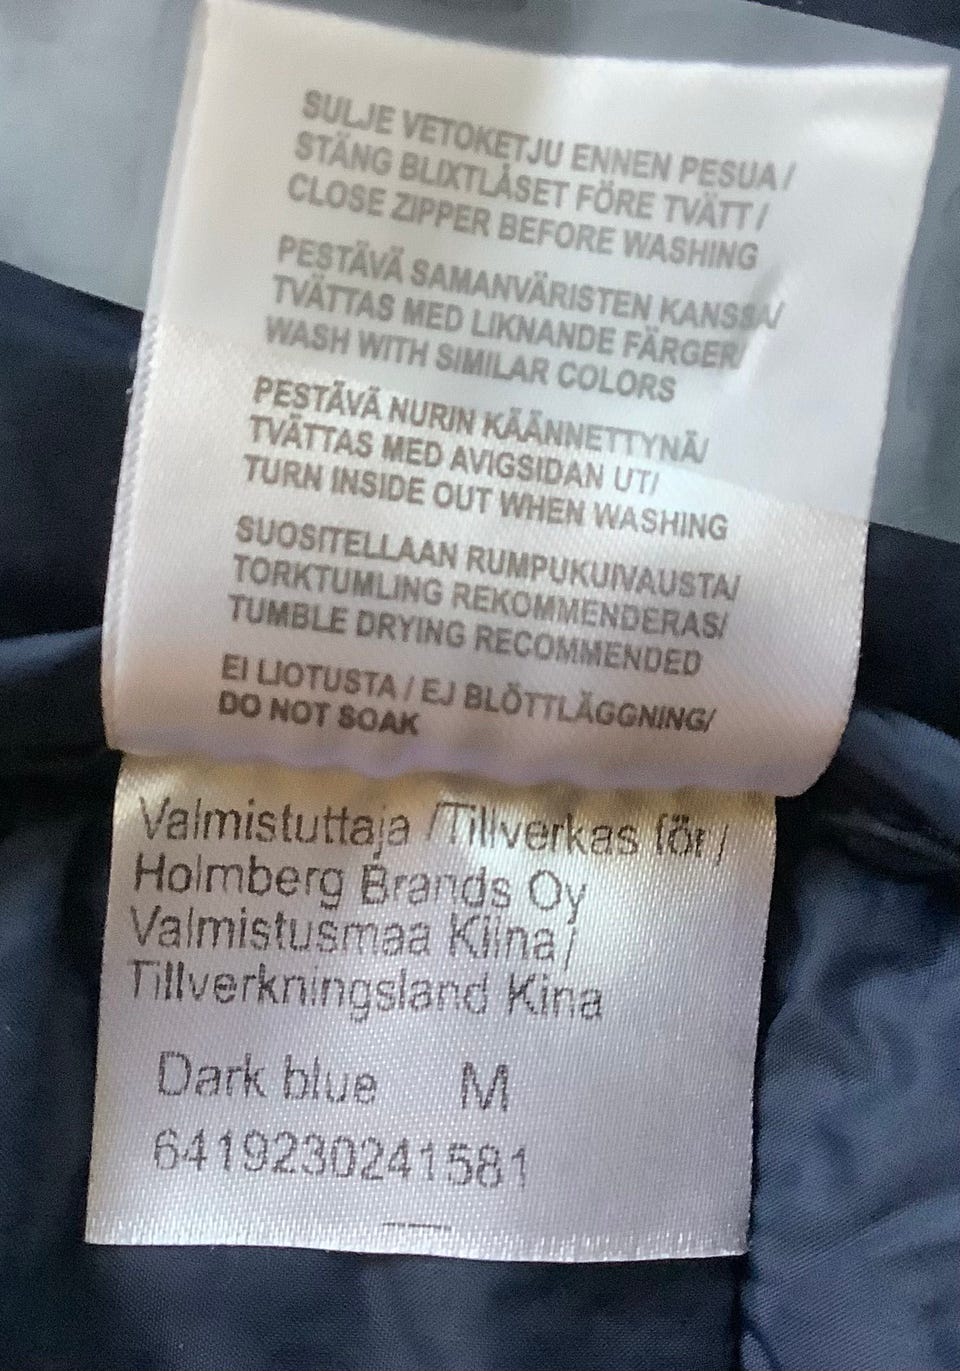 SULJE VETOKETJU ENNEN PESUA/
STÄNG BLIXTLÅSET FÖRE TVÄTT/
CLOSE ZIPPER BEFORE WASHING
PESTÄVÄ SAMANVÄRISTEN KANSSA/
TVÄTTAS MED LIKNANDE FÄRGER/
WASH WITH SIMILAR COLORS
PESTÄVÄ NURIN KÄÄNNETTYNÄ/
TVÄTTAS MED AVIGSIDAN UT/
TURN INSIDE OUT WHEN WASHING
SUOSITELLAAN RUMPUKUIVAUSTA/
TORKTUMLING REKOMMENDERAS/
TUMBLE DRYING RECOMMENDED
EI LIOTUSTA / EJ BLÖTTLÄGGNING/
DO NOT SOAK
Valmistuttaja /Tillverkas för/
Holmberg Brands Oy
Valmistusmaa Kiina/
Tillverkningsland Kina
Dark blue M
6419230241581